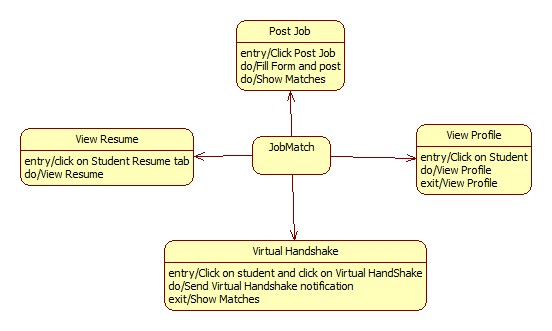 Post Job
entry/Click Post Job
do/Fill Form and post
do/Show Matches
View Resume
entry/click on Student Resume tab
do/View Resume
JobMatch
View Profile
entry/Click on Student
do/View Profile
exit/View Profile
Virtual Handshake
entry/Click on student and click on Virtual HandShake
do/Send Virtual Handshake notification
exit/Show Matches